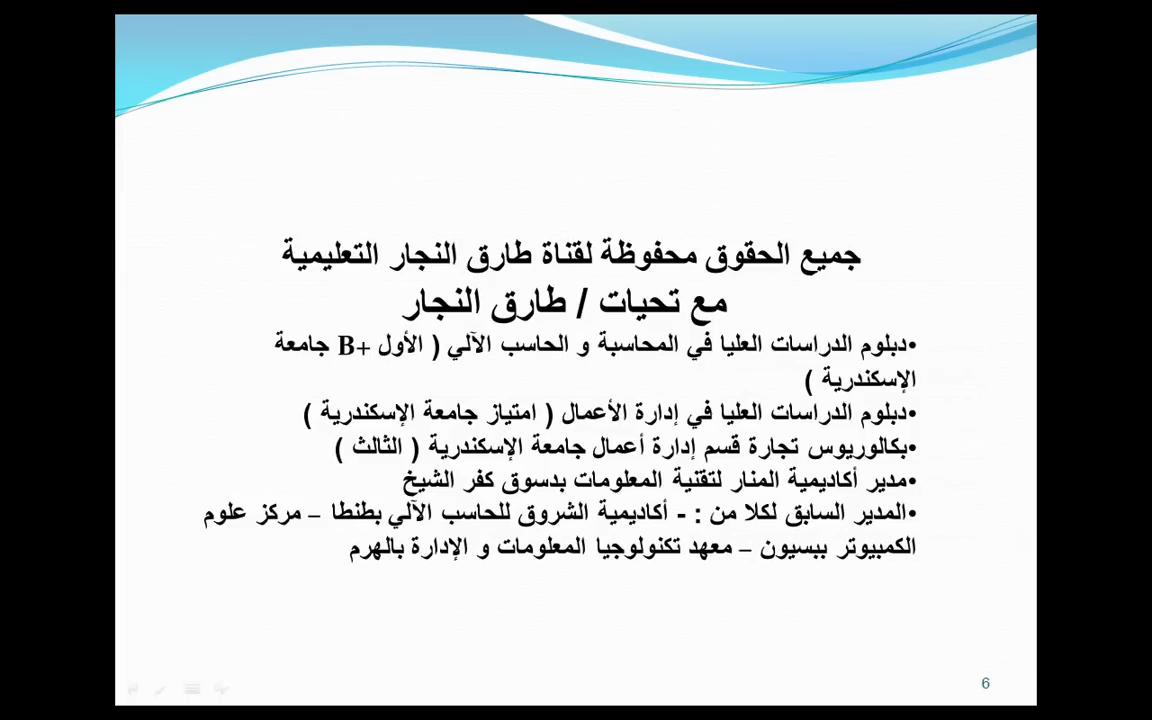 جميع الحقوق محفوظة لقناة طارق النجار التعليمية
مع تحيات / طارق النجار
•دبلوم الدراسات العليا في المحاسبة و الحاسب الآلي ( الأول +B جامعة
الإسكندرية )
•دبلوم الدراسات العليا في إدارة الأعمال ( امتياز جامعة الإسكندرية )
•بكالوريوس تجارة قسم إدارة أعمال جامعة الإسكندرية ( الثالث )
•مدير أكاديمية المنار لتقنية المعلومات بدسوق كفر الشيخ
•المدير السابق لكلا من : - أكاديمية الشروق للحاسب الآلي بطنطا – مركز علوم
الكمبيوتر ببسيون – معهد تكنولوجيا المعلومات و الإدارة بالهرم
6